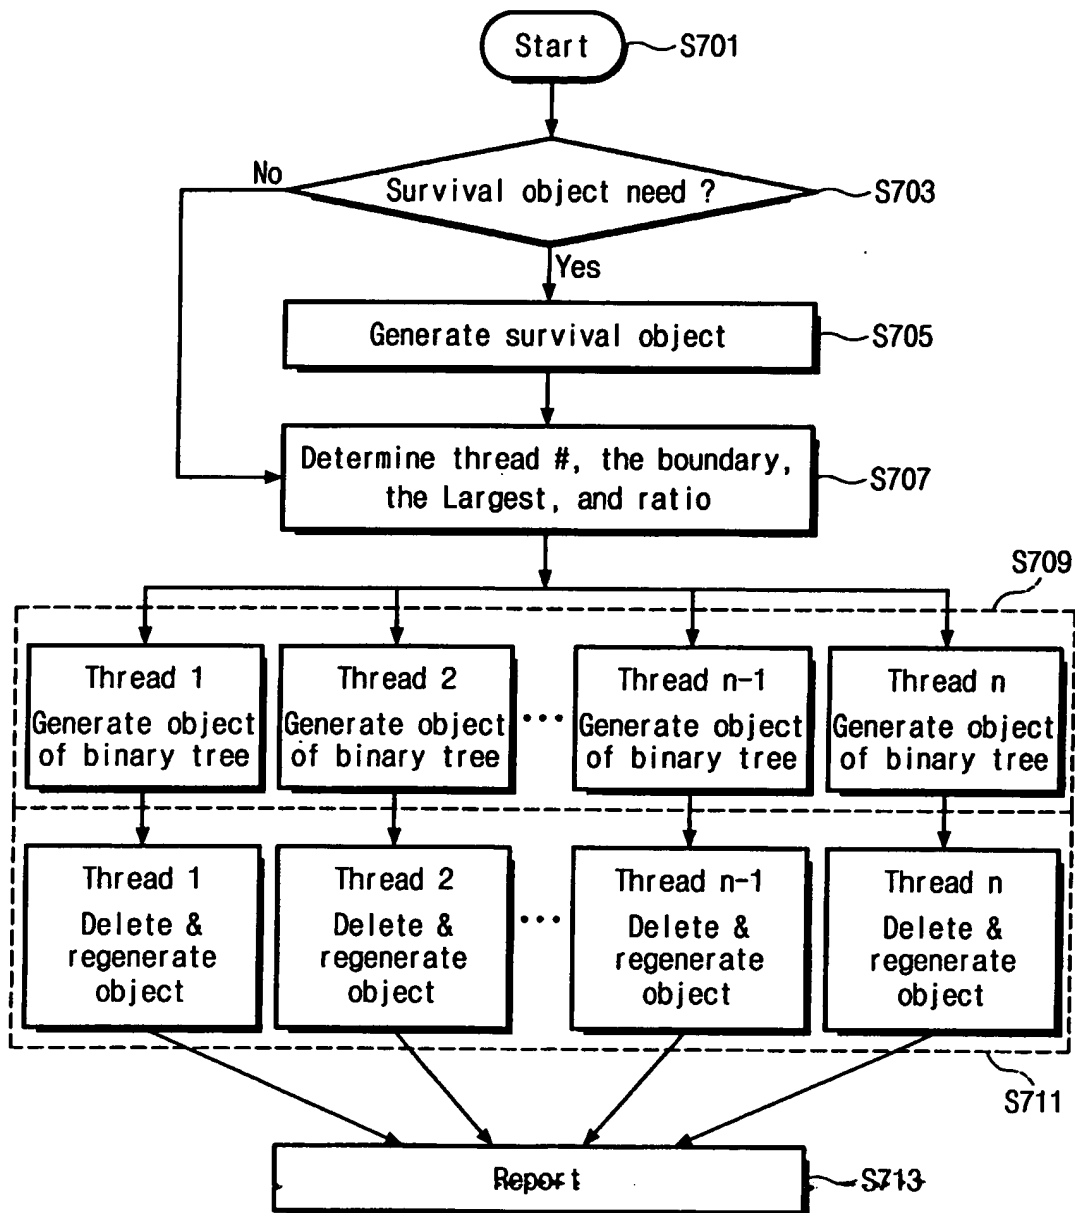 Start
S701
No
Survival object need ?
S703
Yes
Generate survival object
S705
Determine thread #, the boundary,
the Largest, and ratio
S707
S709
Thread 1
Generate object
of binary tree
Thread 2
Generate object
of binary tree
...
Thread n-1
Generate object
of binary tree
Thread n
Generate object
of binary tree
Thread 1
Delete &
regenerate
object
Thread 2
Delete &
regenerate
object
...
Thread n-1
Delete &
regenerate
object
Thread n
Delete &
regenerate
object
S711
Report
S713